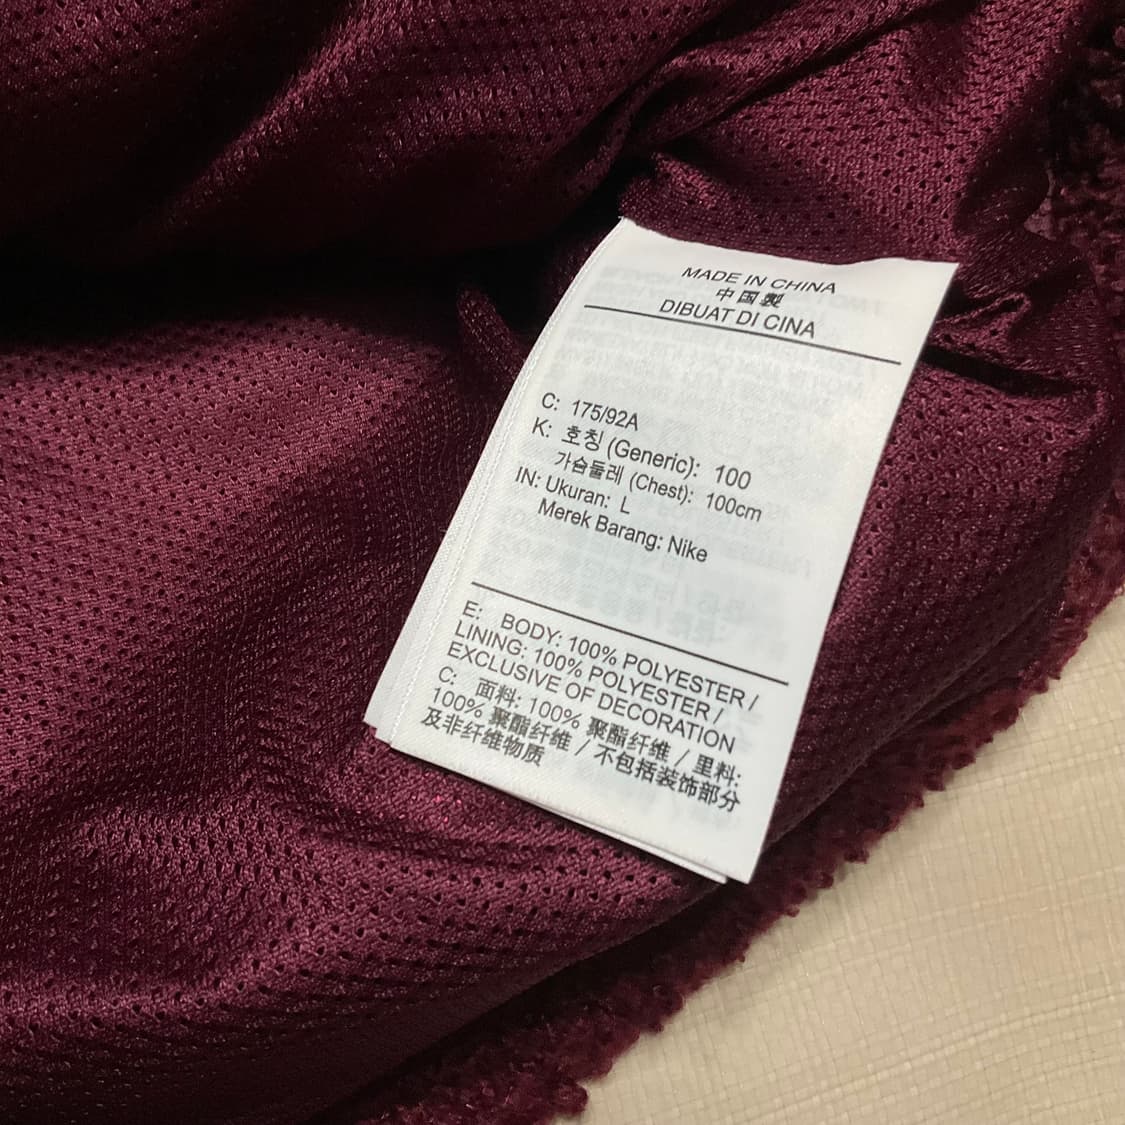 MADE IN CHINA
中国製
DIBUAT DI CINA
C: 175/92A
K: 호칭 (Generic): 100
가슴둘레 (Chest): 100cm
IN: Ukuran: L
Merek Barang: Nike
E: BODY: 100% POLYESTER /
LINING: 100% POLYESTER /
EXCLUSIVE OF DECORATION
C: 面料: 100% 聚酯纤维 / 里料:
100% 聚酯纤维 / 不包括装饰部分
及非纤维物质